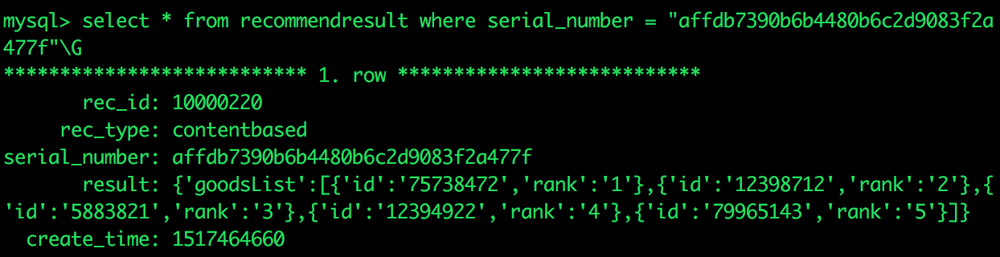 mysql> select * from recommendresult where serial_number = "affdb7390b6b4480b6c2d9083f2a
477f"\G
*************************** 1. row ***************************
       rec_id: 10000220
     rec_type: contentbased
serial_number: affdb7390b6b4480b6c2d9083f2a477f
       result: {'goodsList':[{'id':'75738472','rank':'1'},{'id':'12398712','rank':'2'},{
'id':'5883821','rank':'3'},{'id':'12394922','rank':'4'},{'id':'79965143','rank':'5'}]}
  create_time: 1517464660